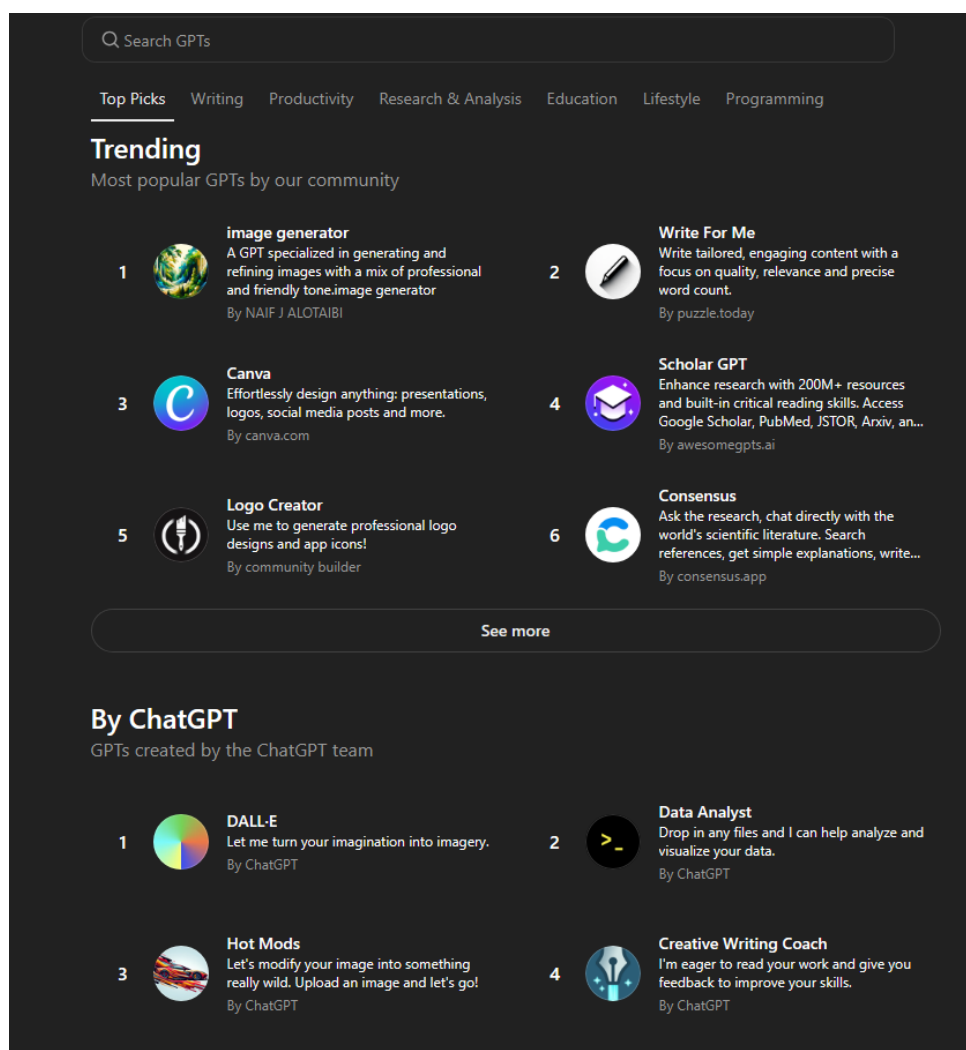 Search GPTs
Top Picks Writing Productivity Research & Analysis Education Lifestyle Programming
Trending
Most popular GPTs by our community
1
image generator
A GPT specialized in generating and
refining images with a mix of professional
and friendly tone.image generator
By NAIF J ALOTAIBI
2
Write For Me
Write tailored, engaging content with a
focus on quality, relevance and precise
word count.
By puzzle.today
3
Canva
Effortlessly design anything: presentations,
logos, social media posts and more.
By canva.com
4
Scholar GPT
Enhance research with 200M+ resources
and built-in critical reading skills. Access
Google Scholar, PubMed, JSTOR, Arxiv, an...
By awesomegpts.ai
5
Logo Creator
Use me to generate professional logo
designs and app icons!
By community builder
6
Consensus
Ask the research, chat directly with the
world's scientific literature. Search
references, get simple explanations, write...
By consensus.app
See more
By ChatGPT
GPTs created by the ChatGPT team
1
DALL·E
Let me turn your imagination into imagery.
By ChatGPT
2
Data Analyst
Drop in any files and I can help analyze and
visualize your data.
By ChatGPT
3
Hot Mods
Let's modify your image into something
really wild. Upload an image and let's go!
By ChatGPT
4
Creative Writing Coach
I'm eager to read your work and give you
feedback to improve your skills.
By ChatGPT